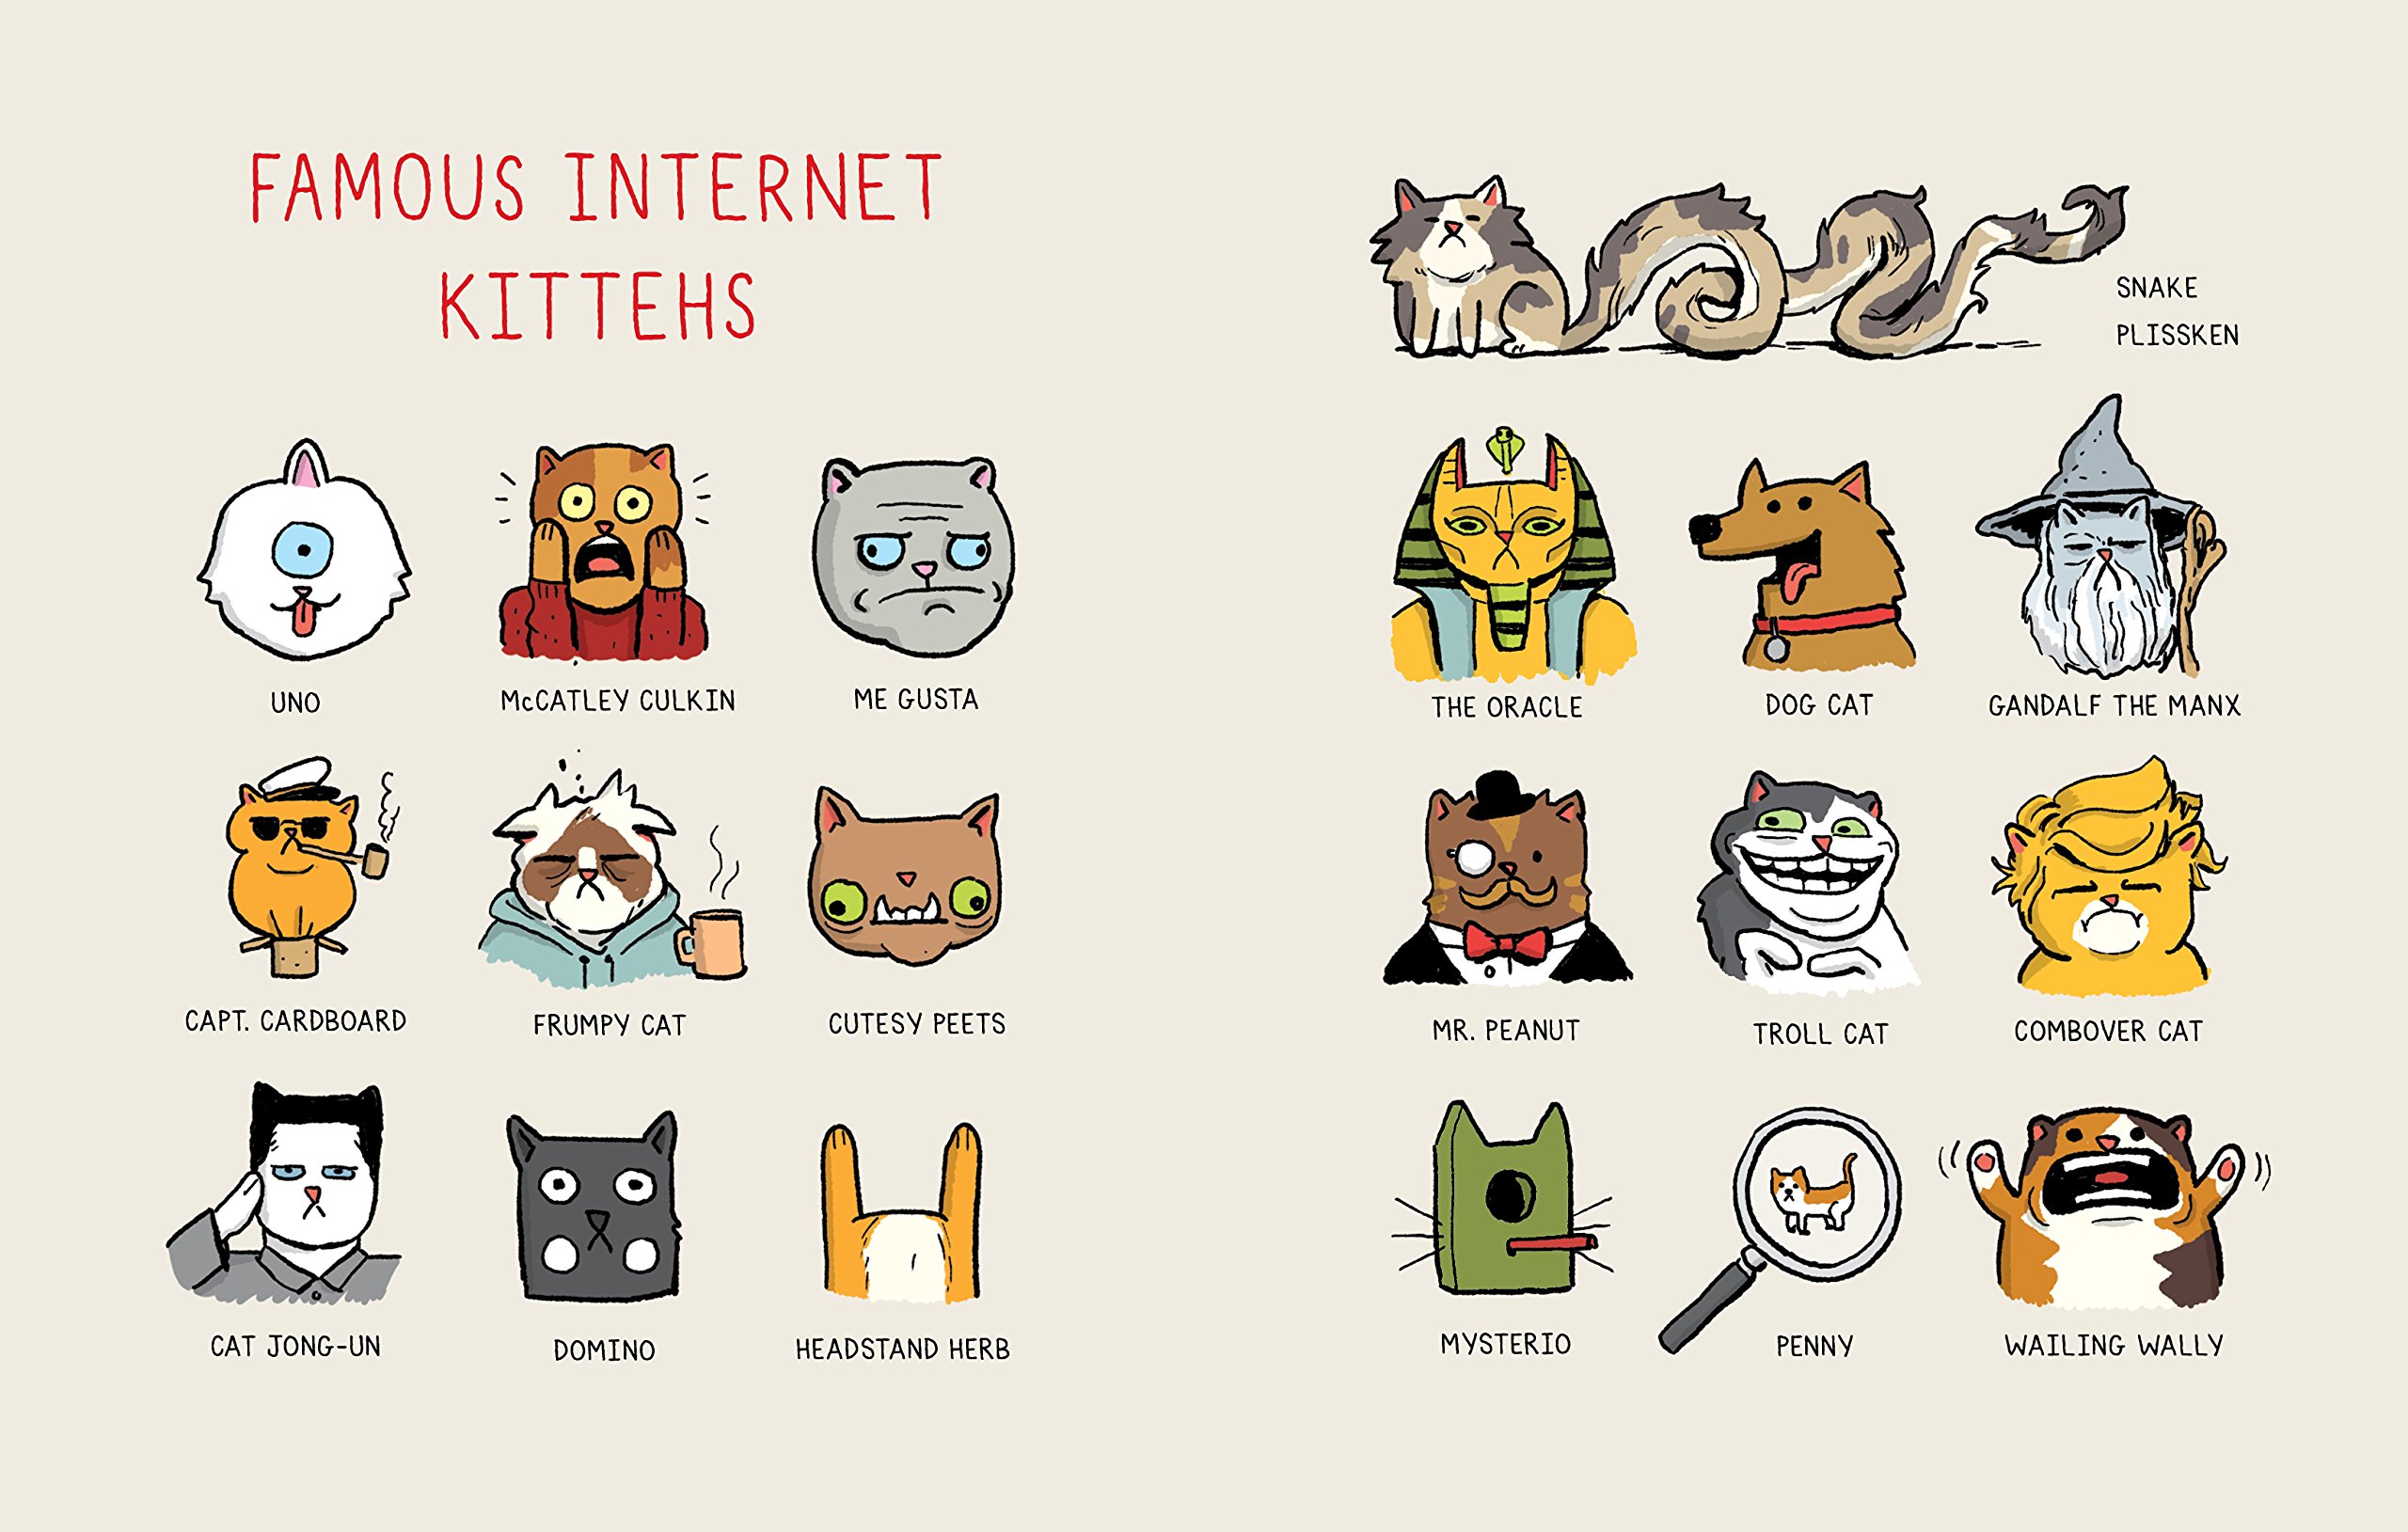 FAMOUS INTERNET
KITTEHS
UNO
McCATLEY CULKIN
ME GUSTA
CAPT. CARDBOARD
FRUMPY CAT
CUTESY PEETS
CAT JONG-UN
DOMINO
HEADSTAND HERB
SNAKE
PLISSKEN
THE ORACLE
DOG CAT
GANDALF THE MANX
MR. PEANUT
TROLL CAT
COMBOVER CAT
MYSTERIO
PENNY
WAILING WALLY